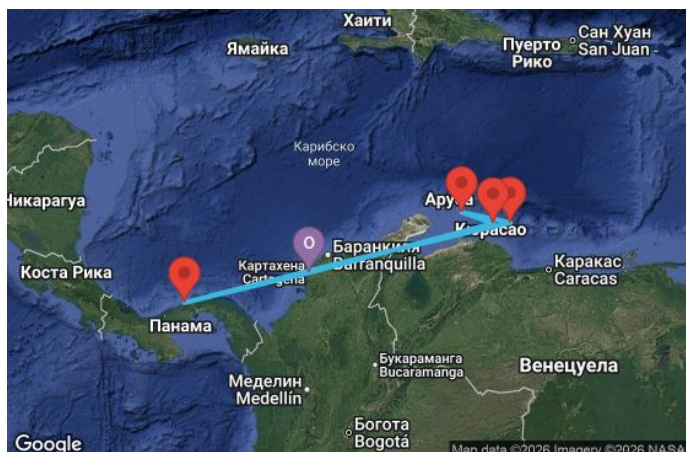 Хаити
Сан Хуан
San Juan
Ямайка
Пуерто
Рико
Карибско
море
Никарагуа
Аруба
Кюрасао
Баранкиля
Barranquilla
Картахена
Cartagena
O
Каракас
Caracas
Коста Рика
Панама
Букараманга
Bucaramanga
Венецуела
Меделин
Medellín
Богота
Bogotá
Google
Map data ©2026 Imagery ©2026 NASA